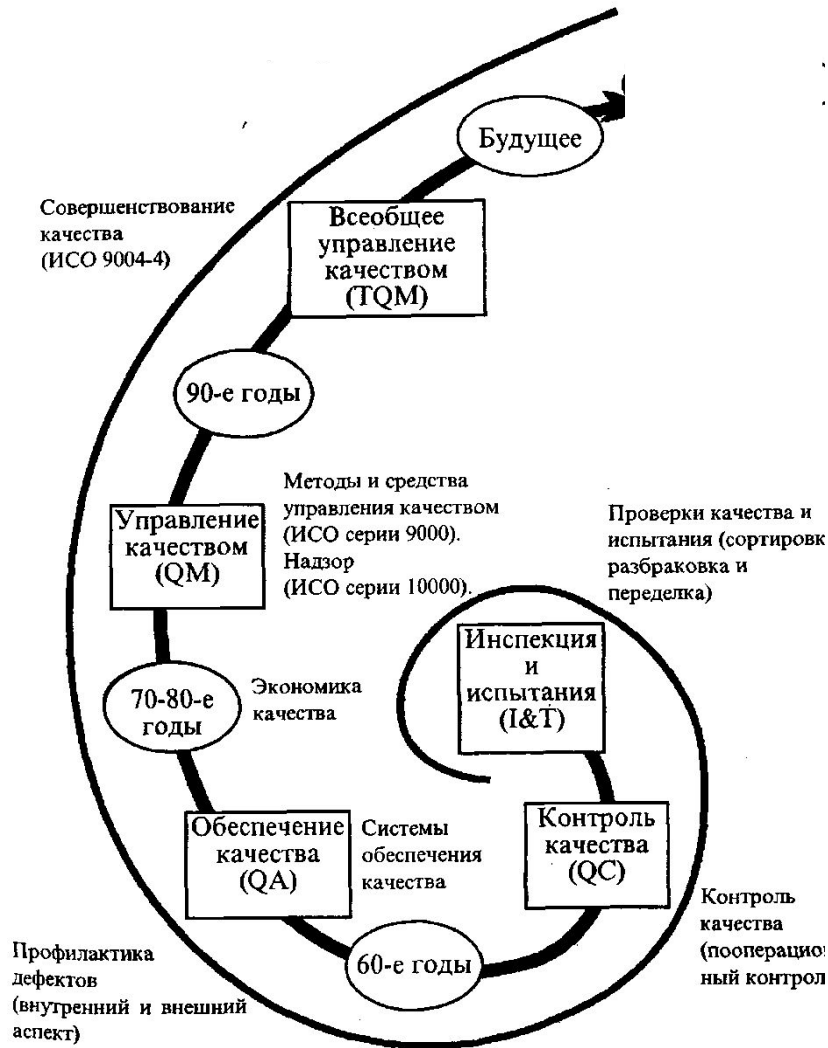 Будущее
Совершенствование
качества
(ИСО 9004-4)
Всеобщее
управление
качеством
(TQM)
90-е годы
Методы и средства
управления качеством
(ИСО серии 9000).
Надзор
(ИСО серии 10000).
Управление
качеством
(QM)
Проверки качества и
испытания (сортировк
разбраковка и
переделка)
Инспекция
и
испытания
(I&T)
70-80-е
годы
Экономика
качества
Обеспечение
качества
(QA)
Системы
обеспечения
качества
Контроль
качества
(QC)
Контроль
качества
(пооперацион
ный контрол
60-е годы
Профилактика
дефектов
(внутренний и внешний
аспект)